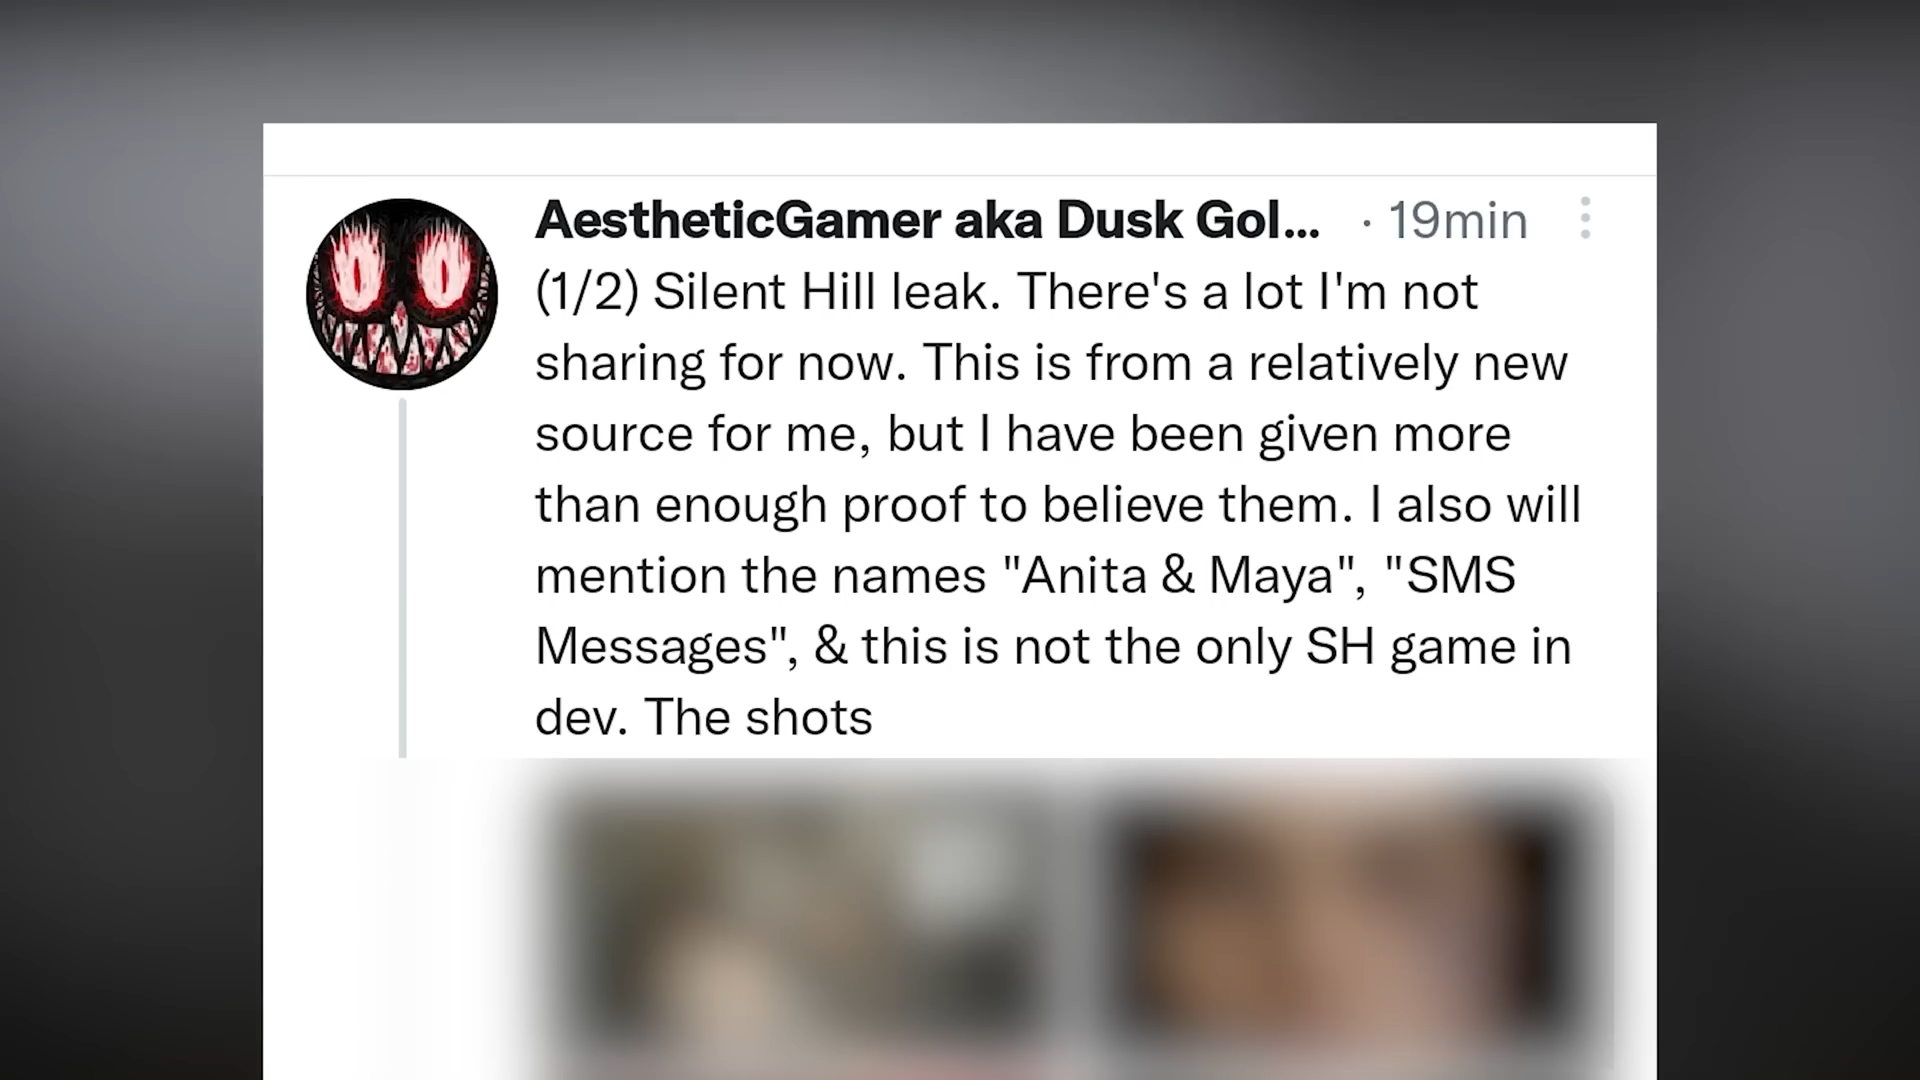 AestheticGamer aka Dusk Gol... · 19min
(1/2) Silent Hill leak. There's a lot I'm not
sharing for now. This is from a relatively new
source for me, but I have been given more
than enough proof to believe them. I also will
mention the names "Anita & Maya", "SMS
Messages", & this is not the only SH game in
dev. The shots